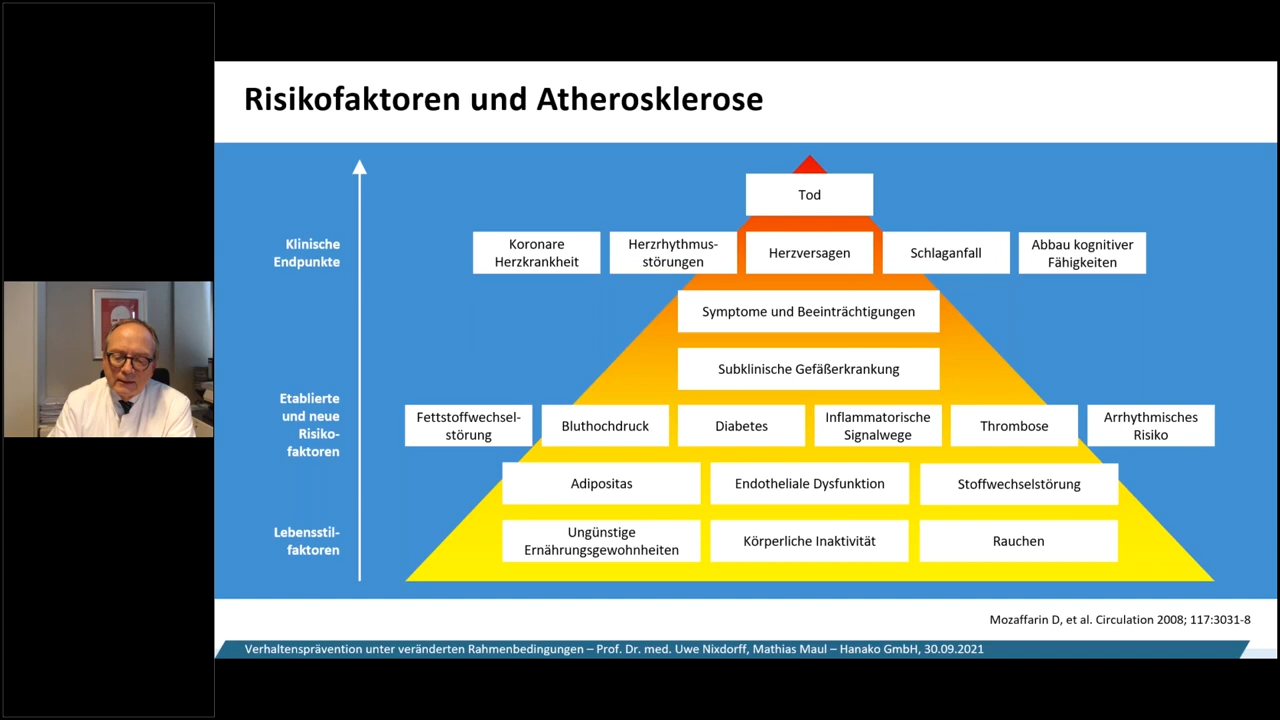 Risikofaktoren und Atherosklerose
Tod
Klinische
Endpunkte
Koronare
Herzkrankheit
Herzrhythmus-
störungen
Herzversagen
Schlaganfall
Abbau kognitiver
Fähigkeiten
Symptome und Beeinträchtigungen
Subklinische Gefäßerkrankung
Etablierte
und neue
Risiko-
faktoren
Fettstoffwechsel-
störung
Bluthochdruck
Diabetes
Inflammatorische
Signalwege
Thrombose
Arrhythmisches
Risiko
Adipositas
Endotheliale Dysfunktion
Stoffwechselstörung
Lebensstil-
faktoren
Ungünstige
Ernährungsgewohnheiten
Körperliche Inaktivität
Rauchen
Mozaffarin D, et al. Circulation 2008; 117:3031-8
Verhaltensprävention unter veränderten Rahmenbedingungen – Prof. Dr. med. Uwe Nixdorff, Mathias Maul – Hanako GmbH, 30.09.2021